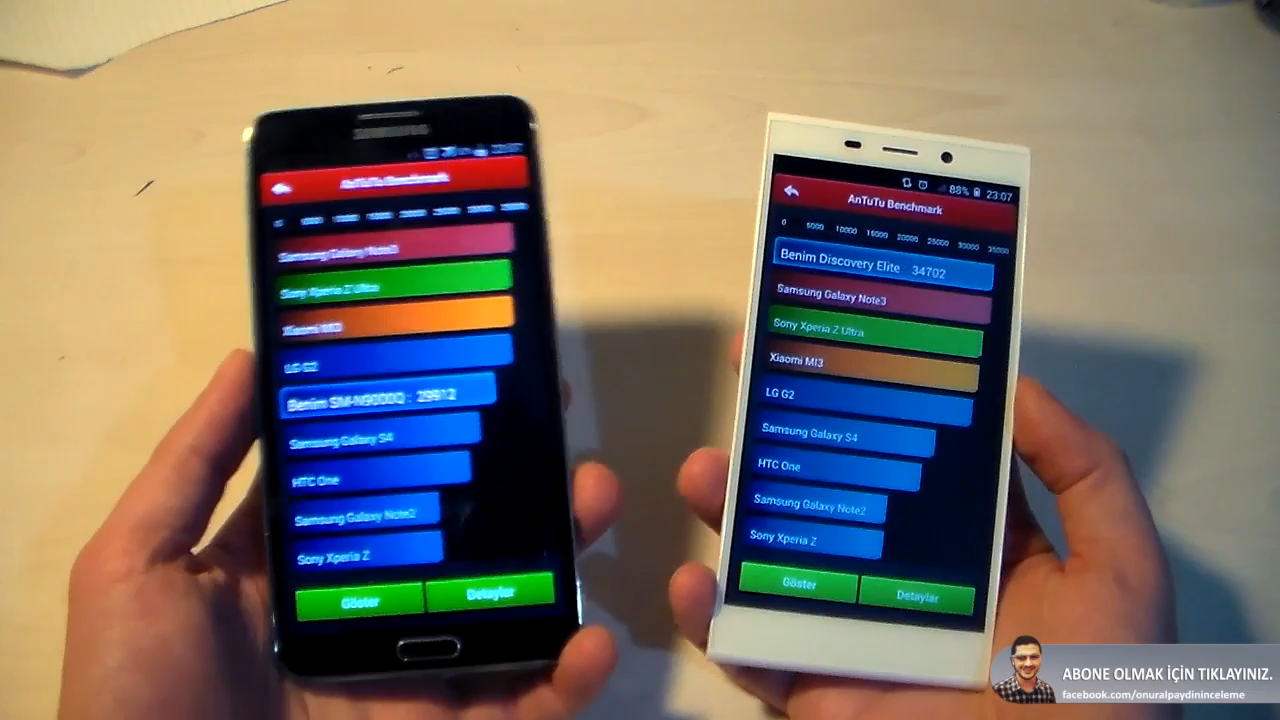 SAMSUNG
AnTuTu Benchmark
Samsung Galaxy Note3
Sony Xperia Z Ultra
Xiaomi MI3
LG G2
Benim SM-N9000Q : 29912
Samsung Galaxy S4
HTC One
Samsung Galaxy Note2
Sony Xperia Z
Göster Detaylar
88% 23:07
AnTuTu Benchmark
0 5000 10000 15000 20000 25000 30000 35000
Benim Discovery Elite 34702
Samsung Galaxy Note3
Sony Xperia Z Ultra
Xiaomi MI3
LG G2
Samsung Galaxy S4
HTC One
Samsung Galaxy Note2
Sony Xperia Z
Göster Detaylar
ABONE OLMAK İÇİN TIKLAYINIZ.
facebook.com/onuralpaydininceleme